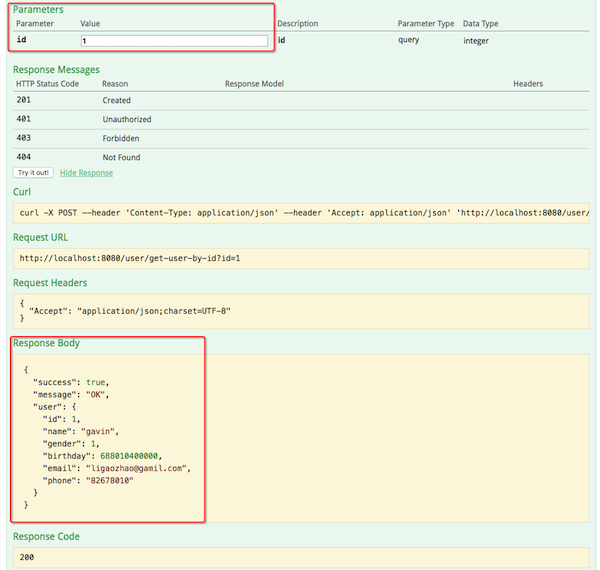 Parameters
Parameter Value Description Parameter Type Data Type
id 1 id query integer
Response Messages
HTTP Status Code Reason Response Model Headers
201 Created
401 Unauthorized
403 Forbidden
404 Not Found
Try it out! Hide Response
Curl
curl -X POST --header 'Content-Type: application/json' --header 'Accept: application/json' 'http://localhost:8080/user/
Request URL
http://localhost:8080/user/get-user-by-id?id=1
Request Headers
{
"Accept": "application/json;charset=UTF-8"
}
Response Body
{
"success": true,
"message": "OK",
"user": {
"id": 1,
"name": "gavin",
"gender": 1,
"birthday": 688010400000,
"email": "ligaozhao@gamil.com",
"phone": "82678010"
}
}
Response Code
200